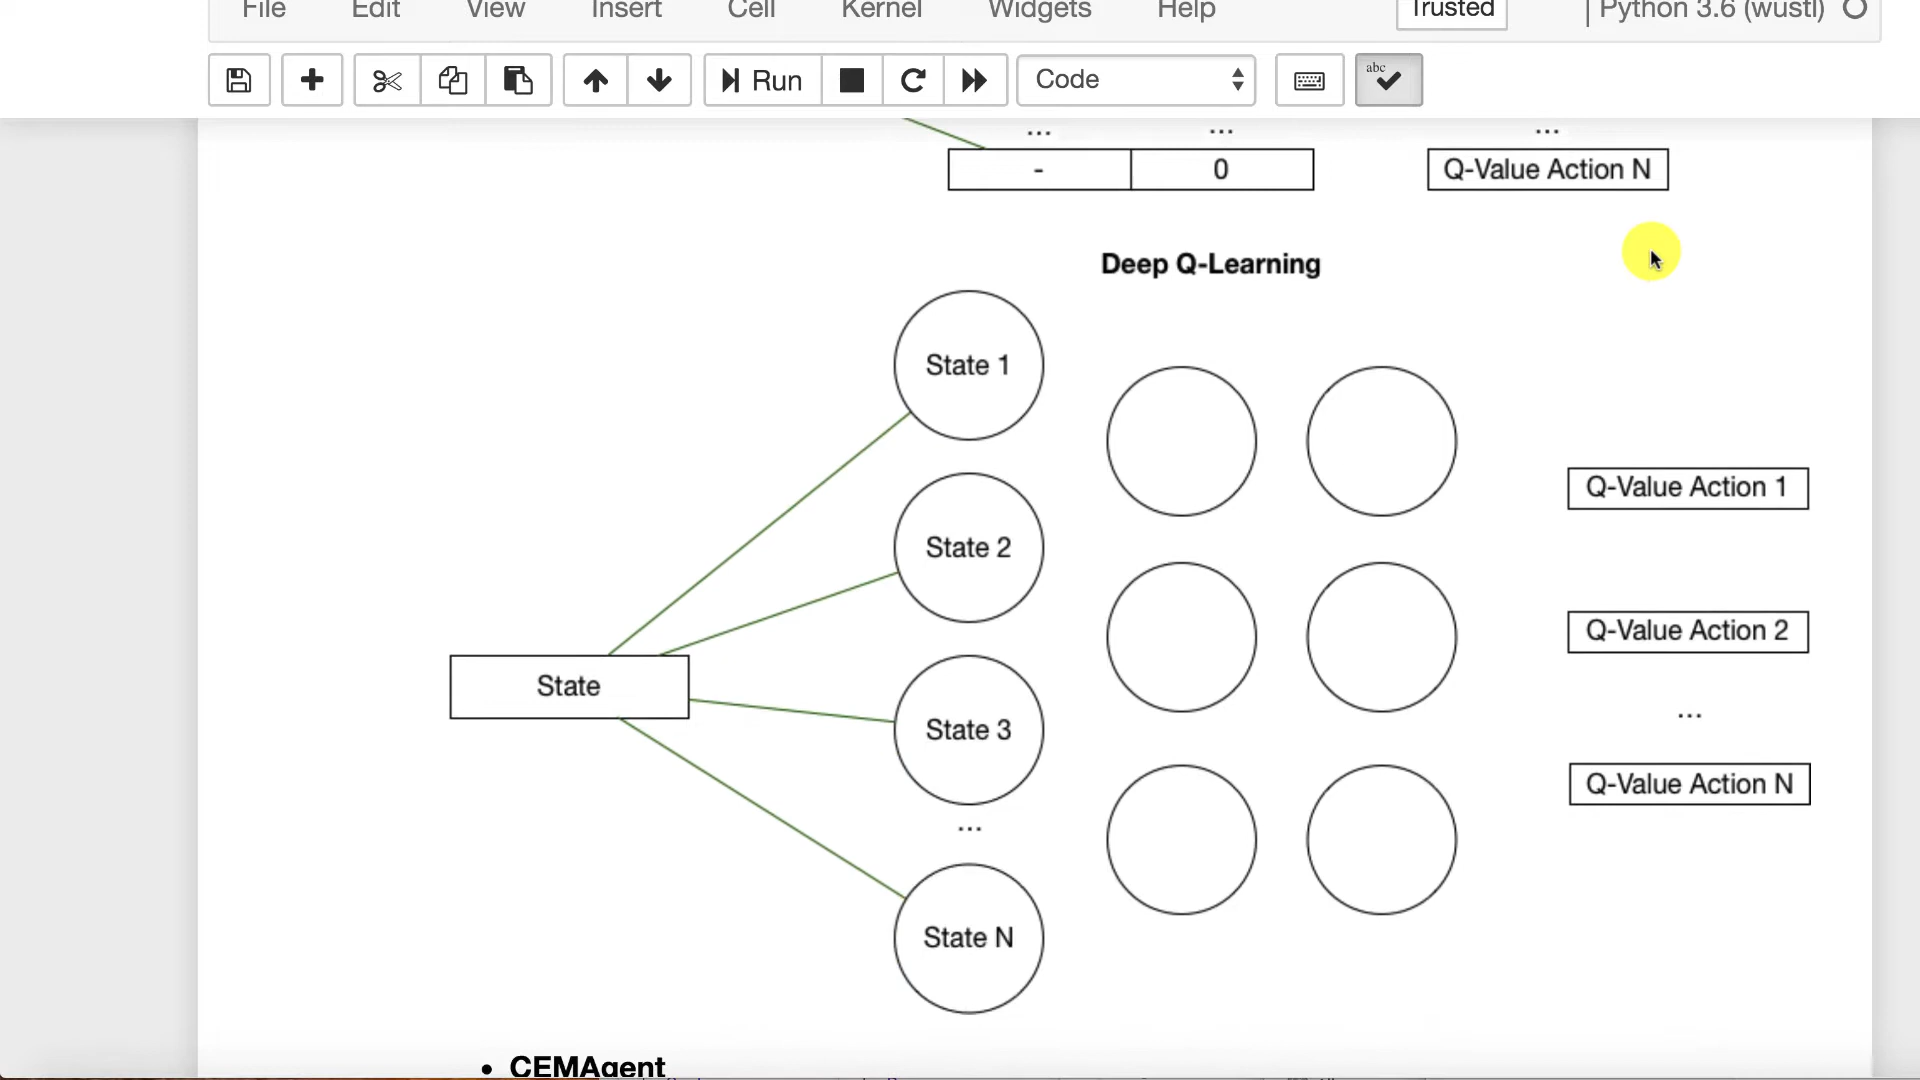 File Edit View Insert Cell Kernel Widgets Help Trusted Python 3.6 (wustl)
Run Code abc
... ... ...
- 0 Q-Value Action N
Deep Q-Learning
State 1
Q-Value Action 1
State 2
Q-Value Action 2
State
State 3
...
Q-Value Action N
...
State N
• CEMAgent